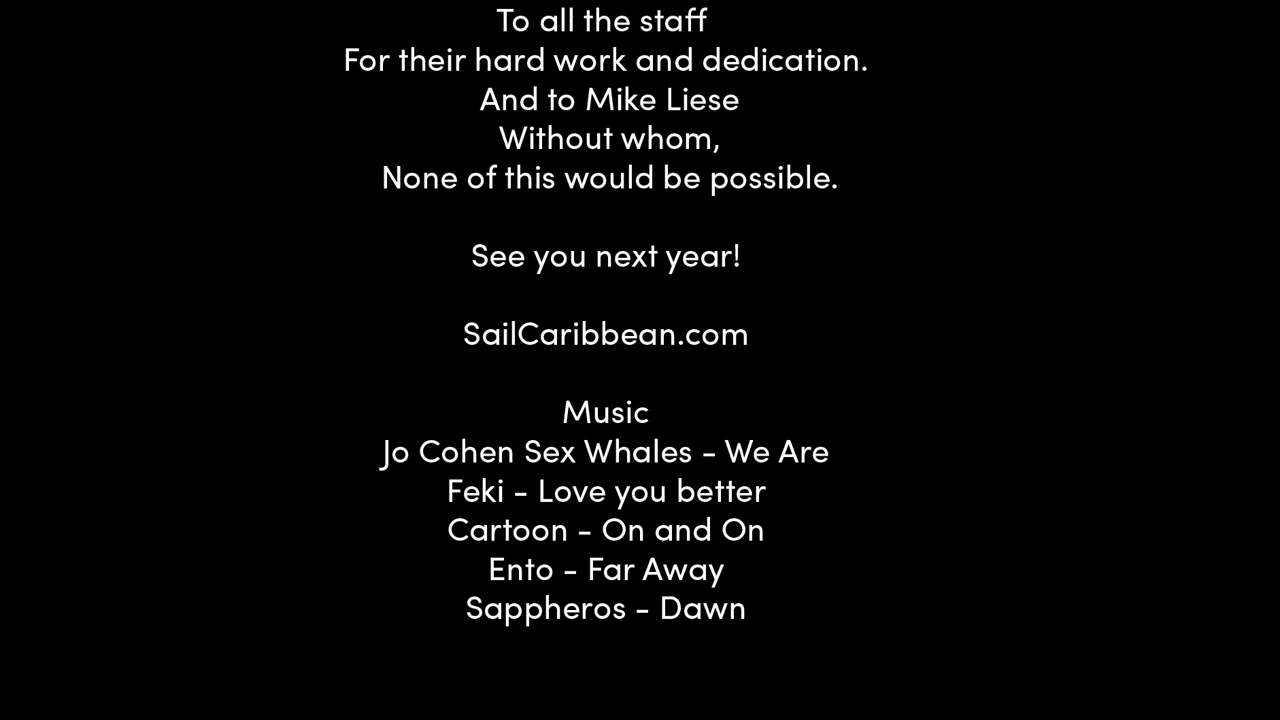 To all the staff
For their hard work and dedication.
And to Mike Liese
Without whom,
None of this would be possible.
See you next year!
SailCaribbean.com
Music
Jo Cohen Sex Whales - We Are
Feki - Love you better
Cartoon - On and On
Ento - Far Away
Sappheros - Dawn